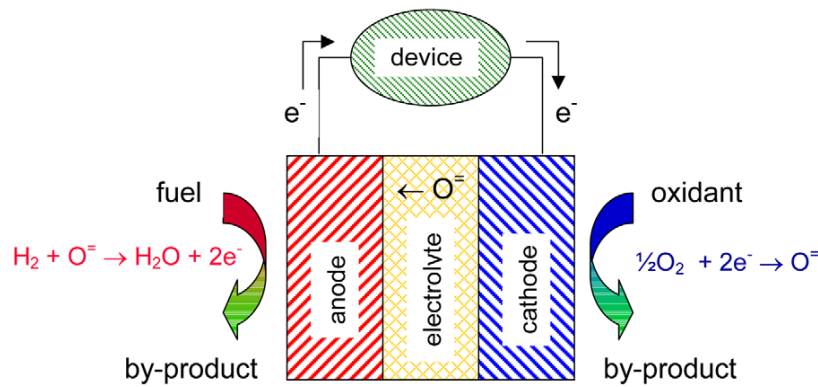 device
e⁻
e⁻
fuel
← O⁼
oxidant
H₂ + O⁼ → H₂O + 2e⁻
anode
electrolyte
cathode
½O₂ + 2e⁻ → O⁼
by-product
by-product